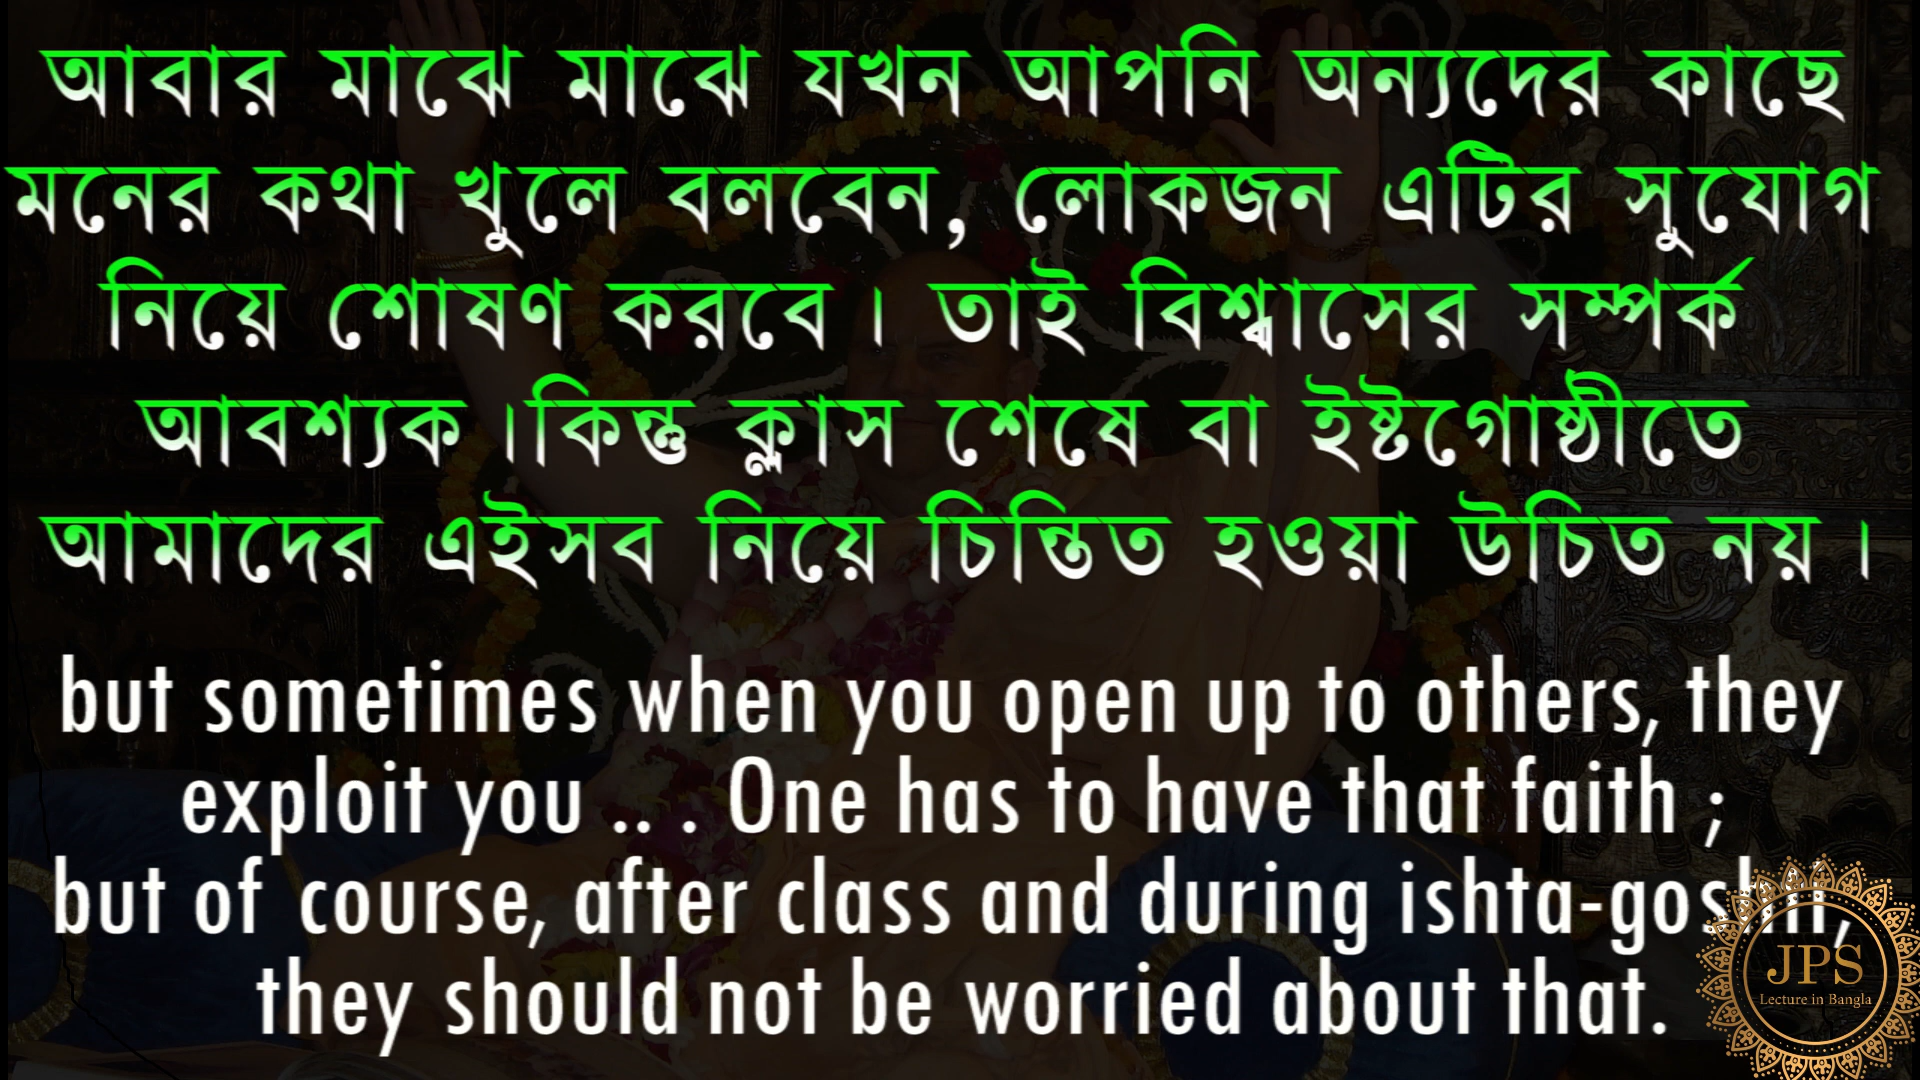 আবার মাঝে মাঝে যখন আপনি অন্যদের কাছে
মনের কথা খুলে বলবেন, লোকজন এটির সুযোগ
নিয়ে শোষণ করবে । তাই বিশ্বাসের সম্পর্ক
আবশ্যক ।কিন্তু ক্লাস শেষে বা ইষ্টগোষ্ঠীতে
আমাদের এইসব নিয়ে চিন্তিত হওয়া উচিত নয় ।
but sometimes when you open up to others, they
exploit you .. . One has to have that faith ;
but of course, after class and during
they should not be worried about that.
JPS
Lecture in Bangla